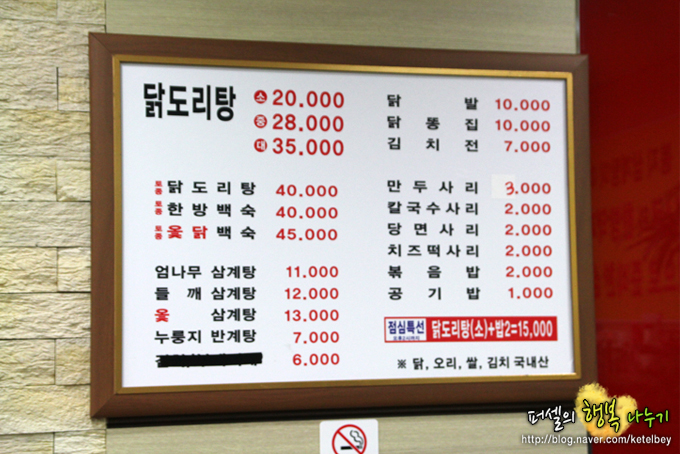 닭도리탕 소 20.000
중 28.000
대 35.000
토종 닭도리탕 40.000
토종 한방백숙 40.000
토종 옻닭백숙 45.000
엄나무 삼계탕 11.000
들깨 삼계탕 12.000
옻 삼계탕 13.000
누룽지 반계탕 7.000
6.000
닭발 10.000
닭똥집 10.000
김치전 7.000
만두사리 3.000
칼국수사리 2.000
당면사리 2.000
치즈떡사리 2.000
볶음밥 2.000
공기밥 1.000
점심특선 닭도리탕(소)+밥2=15,000
※ 닭, 오리, 쌀, 김치 국내산
퍼셀의 행복 나누기
http://blog.naver.com/ketelbey